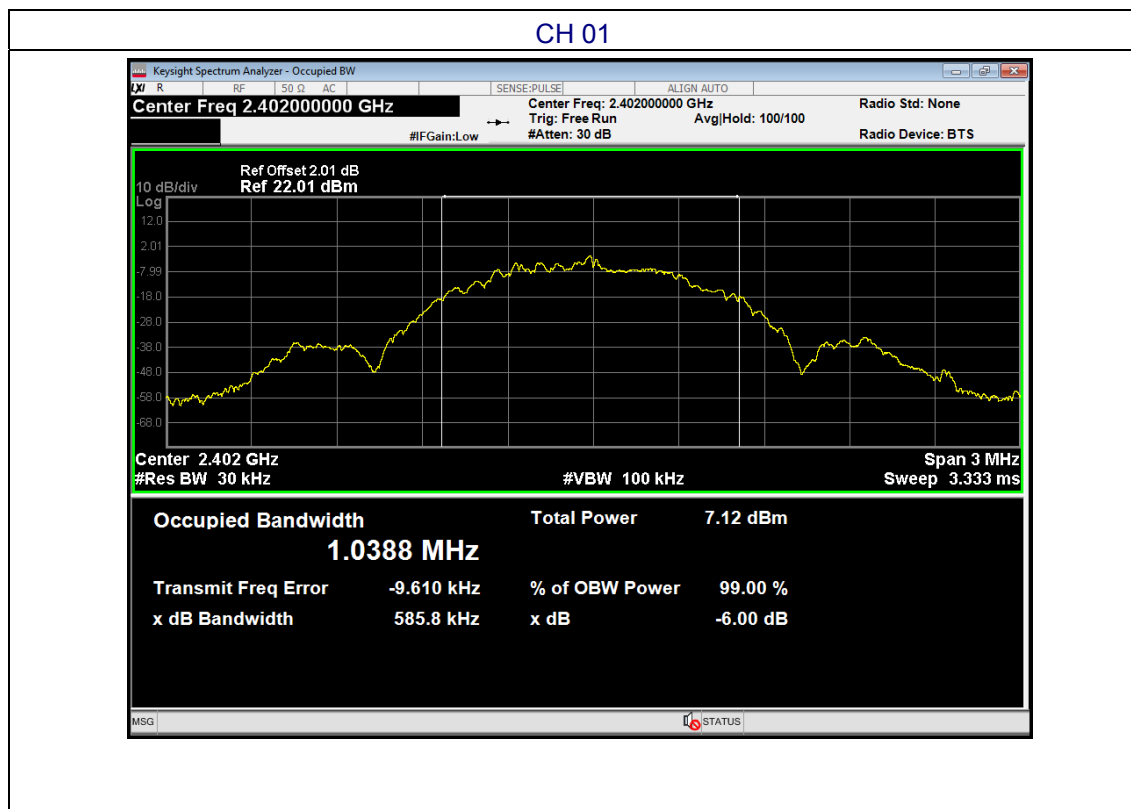 CH 01
Keysight Spectrum Analyzer - Occupied BW
LXI R RF 50 Ω AC SENSE:PULSE ALIGN AUTO
Center Freq 2.402000000 GHz
Center Freq: 2.402000000 GHz
Radio Std: None
Trig: Free Run
Avg|Hold: 100/100
#IFGain:Low
#Atten: 30 dB
Radio Device: BTS
Ref Offset 2.01 dB
10 dB/div Ref 22.01 dBm
Log
12.0
2.01
-7.99
-18.0
-28.0
-38.0
-48.0
-58.0
-68.0
Center 2.402 GHz
Span 3 MHz
#Res BW 30 kHz
#VBW 100 kHz
Sweep 3.333 ms
Occupied Bandwidth
Total Power 7.12 dBm
1.0388 MHz
Transmit Freq Error -9.610 kHz
% of OBW Power 99.00 %
x dB Bandwidth 585.8 kHz
x dB -6.00 dB
MSG
STATUS